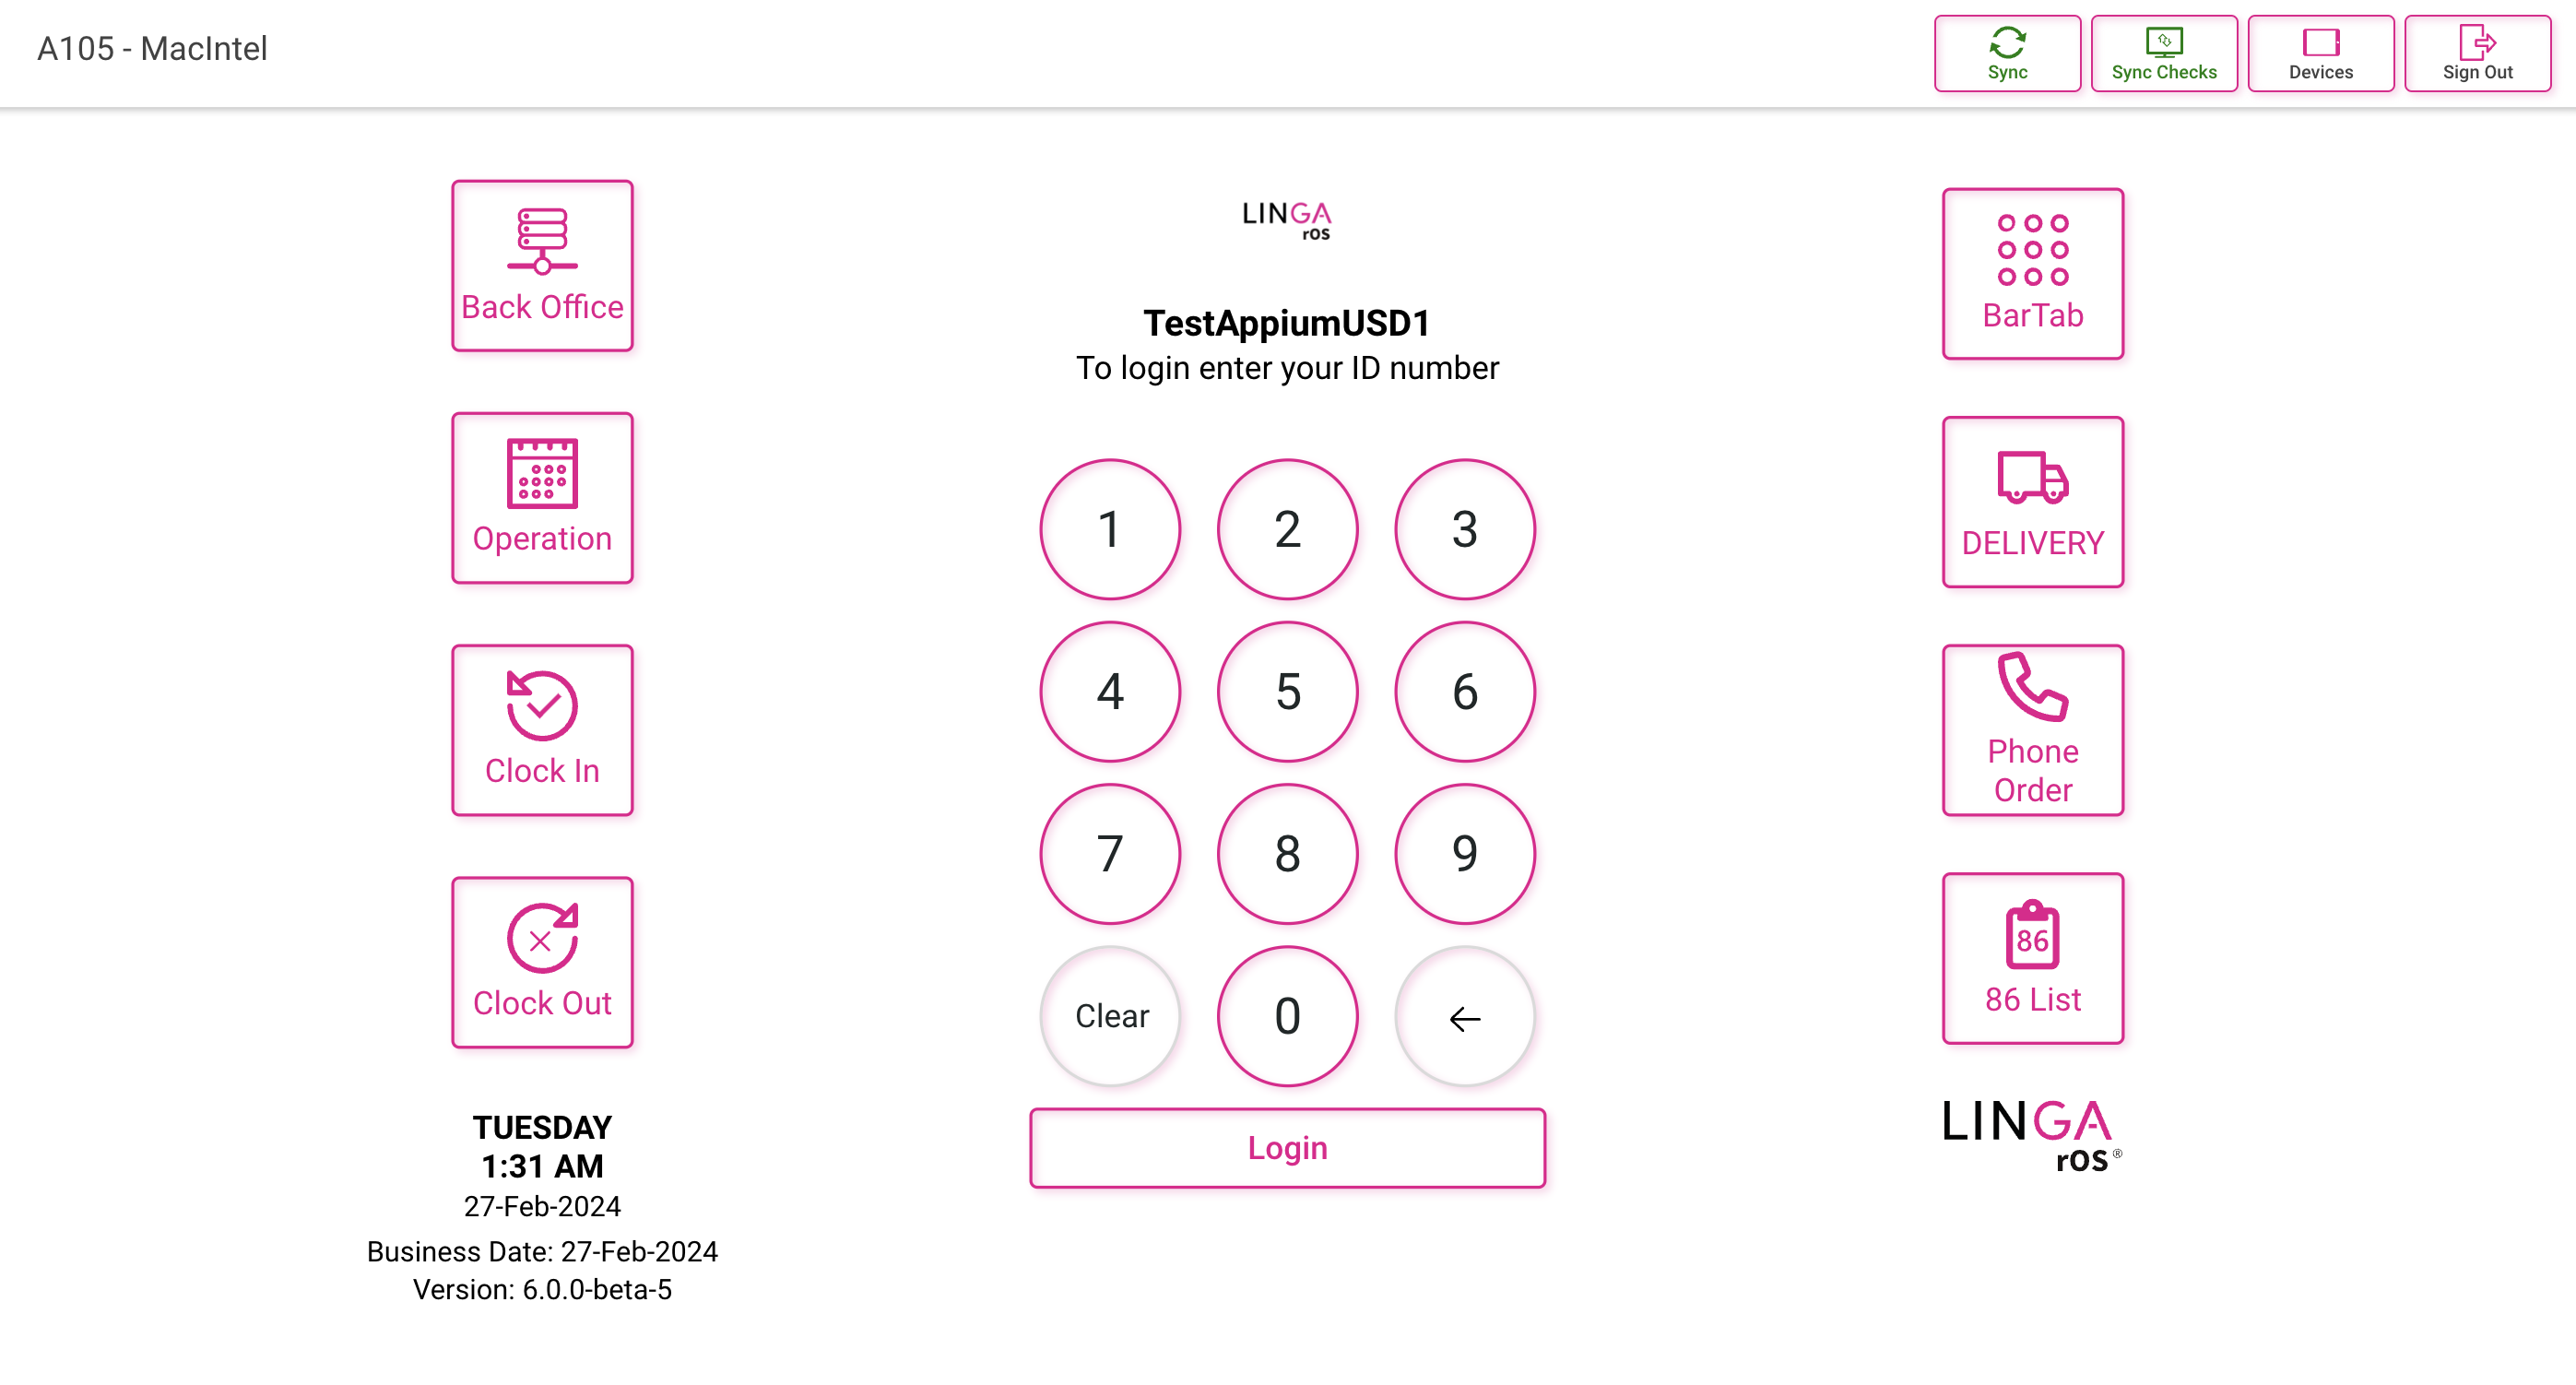 A105 - MacIntel
Sync
Sync Checks
Devices
Sign Out
Back Office
Operation
Clock In
Clock Out
TUESDAY
1:31 AM
27-Feb-2024
Business Date: 27-Feb-2024
Version: 6.0.0-beta-5
LINGA
rOS
TestAppiumUSD1
To login enter your ID number
1 2 3
4 5 6
7 8 9
Clear 0 ←
Login
BarTab
DELIVERY
Phone
Order
86
86 List
LINGA
rOS®